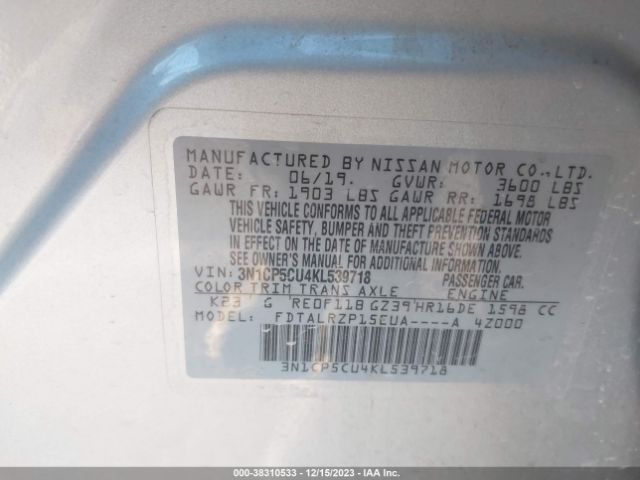 MANUFACTURED BY NISSAN MOTOR CO.,LTD.
DATE: 06/19. GVWR: 3600 LBS
GAWR FR: 1903 LBS GAWR RR: 1698 LBS
THIS VEHICLE CONFORMS TO ALL APPLICABLE FEDERAL MOTOR
VEHICLE SAFETY, BUMPER AND THEFT PREVENTION STANDARDS
IN EFFECT ON THE DATE OF MANUFACTURE SHOWN ABOVE.
SEE OWNER'S MANUAL FOR ADDITIONAL INFORMATION.
VIN: 3N1CP5CU4KL539718 PASSENGER CAR.
COLOR TRIM TRANS AXLE ENGINE
K23 G RE0F11B GZ39 HR16DE 1598 CC
MODEL FDTALRZP15EUA----A 4Z000
3N1CP5CU4KL539718
000-38310533 - 12/15/2023 - IAA Inc.